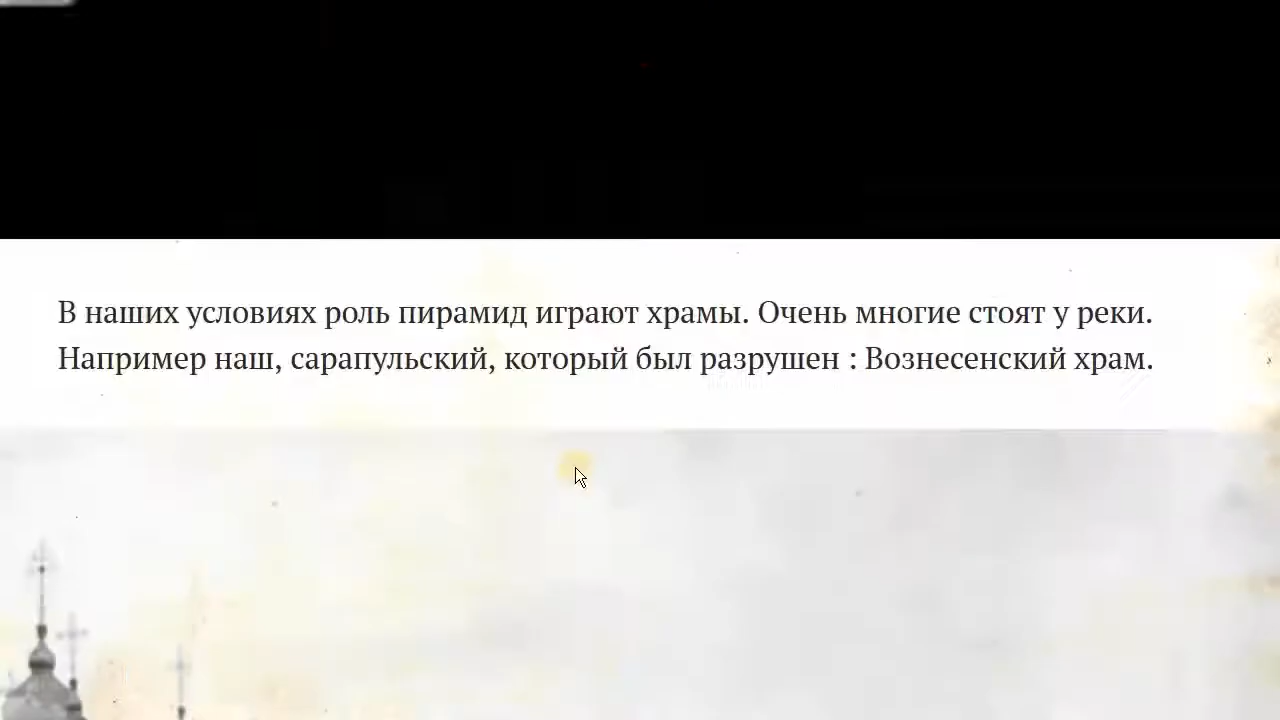 В наших условиях роль пирамид играют храмы. Очень многие стоят у реки.
Например наш, сарапульский, который был разрушен : Вознесенский храм.